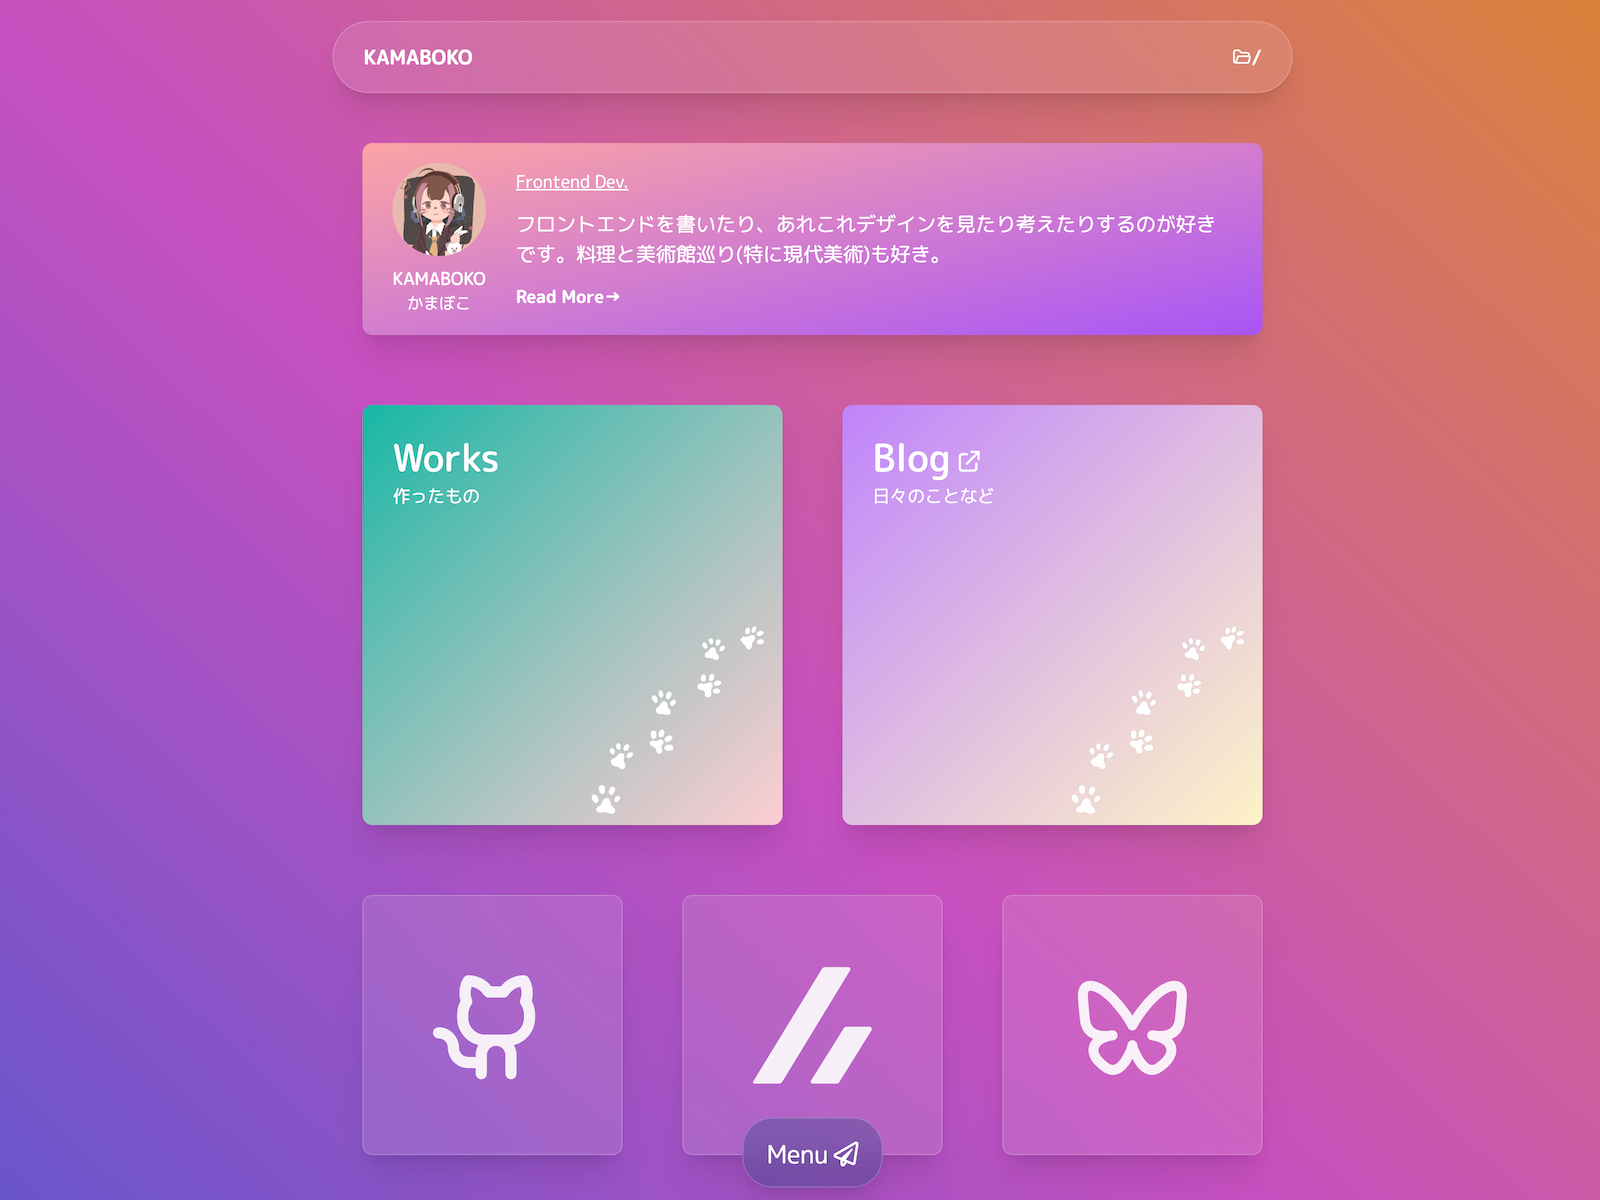 KAMABOKO
/
Frontend Dev.
フロントエンドを書いたり、あれこれデザインを見たり考えたりするのが好き
です。料理と美術館巡り(特に現代美術)も好き。
KAMABOKO
かまぼこ
Read More→
Works
作ったもの
Blog
日々のことなど
Menu